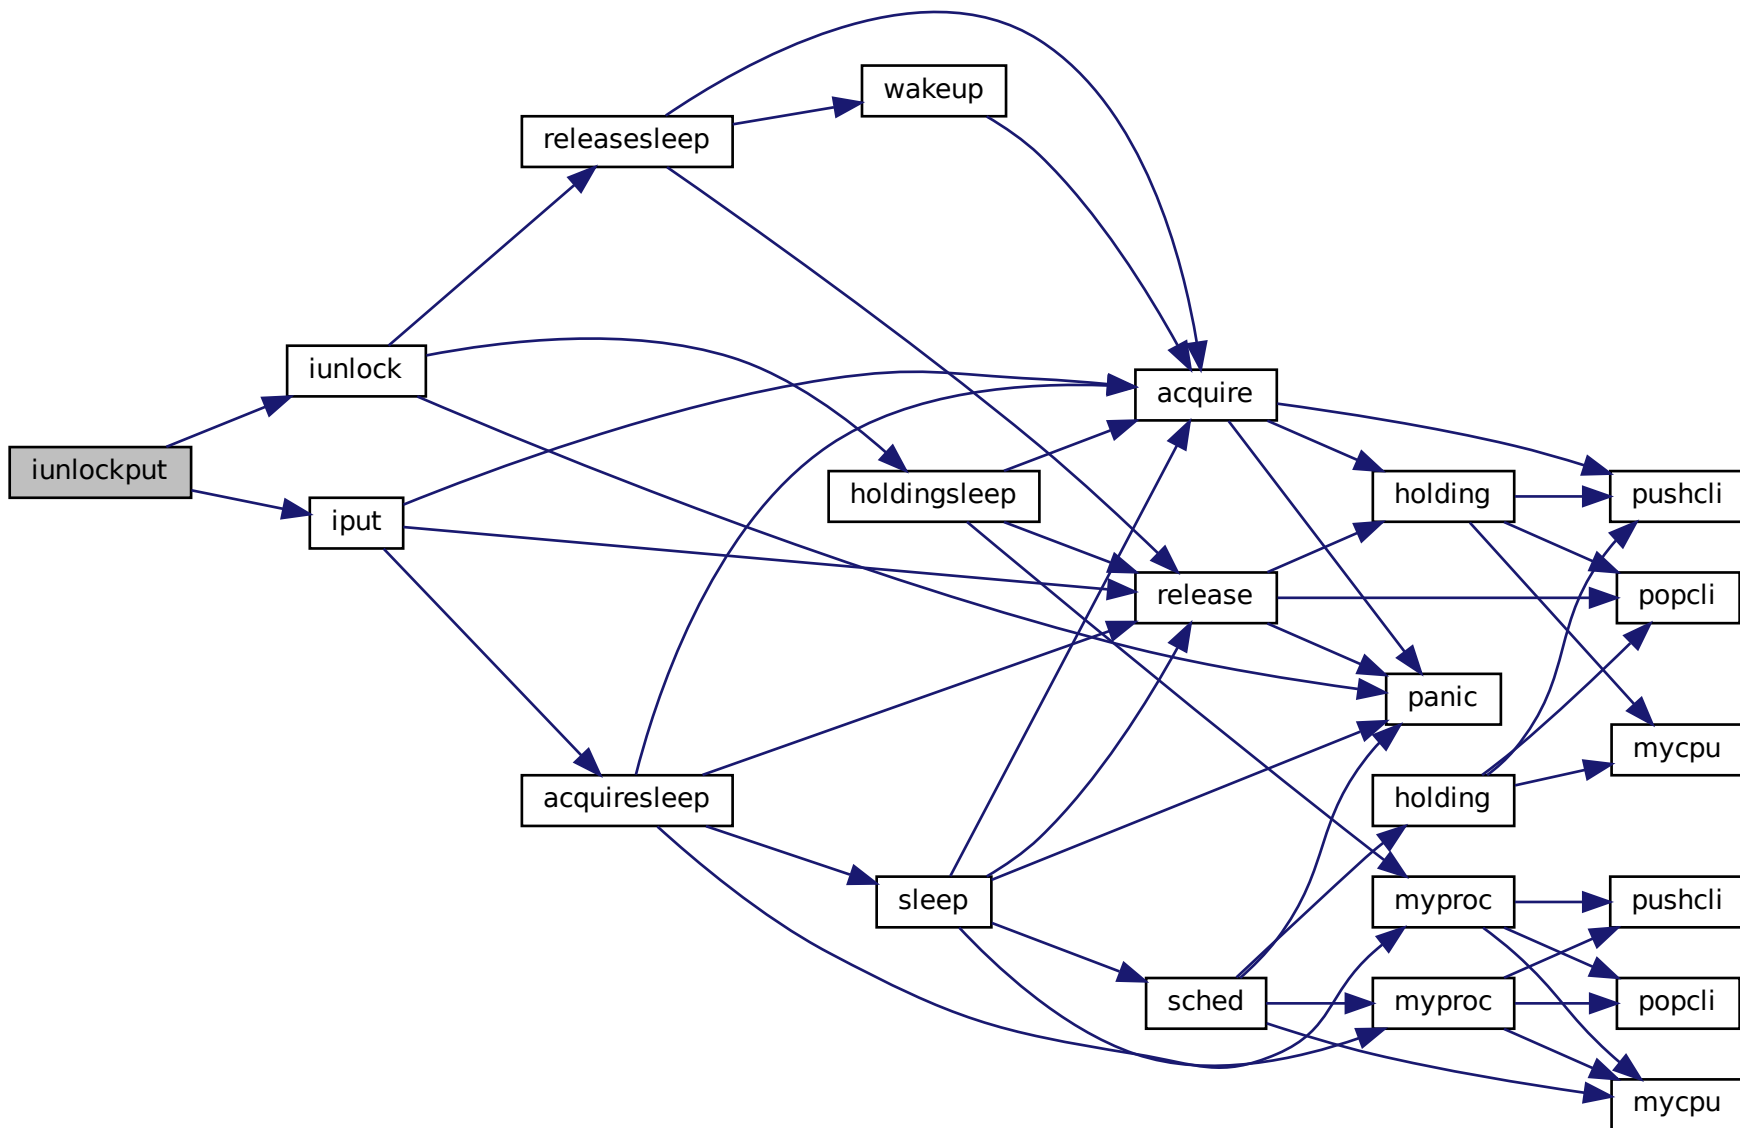 wakeup
releasesleep
iunlock
acquire
iunlockput
holdingsleep
holding
pushcli
iput
release
popcli
panic
mycpu
acquiresleep
holding
sleep
myproc
pushcli
sched
myproc
popcli
mycpu